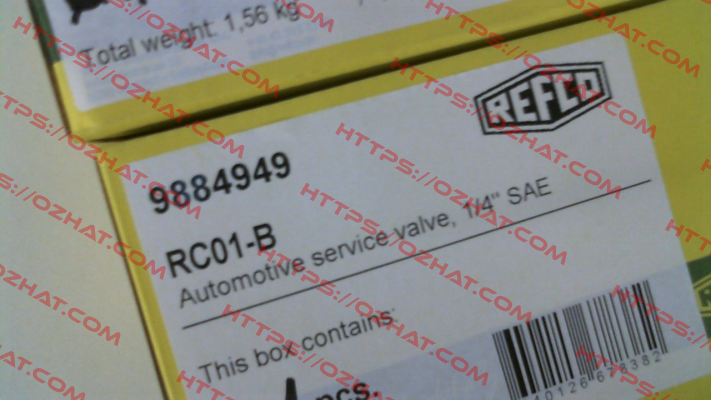 Total weight: 1,56 kg
REFCO
9884949
RC01-B
Automotive service valve, 1/4" SAE
This box contains:
pcs.
HTTPS://OZHAT.COM